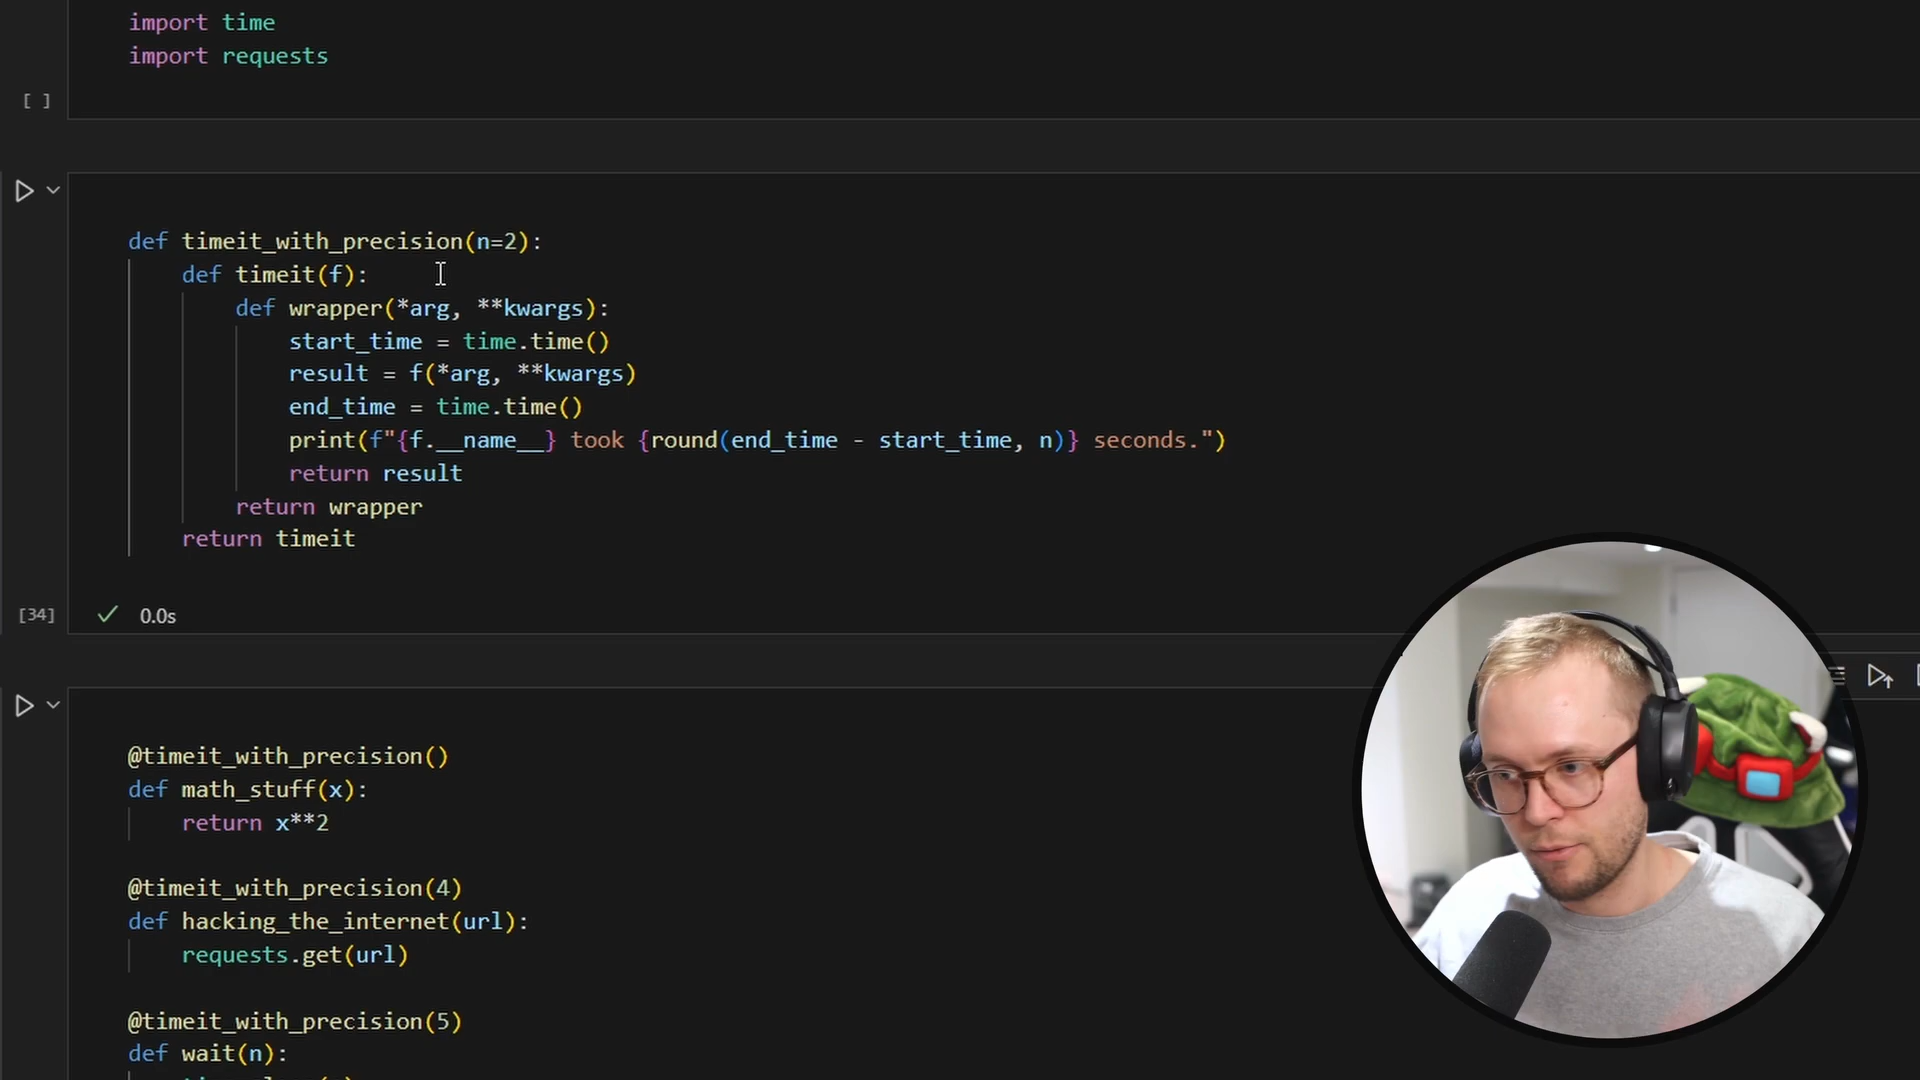 import time
import requests
[ ]
def timeit_with_precision(n=2):
def timeit(f):
def wrapper(*arg, **kwargs):
start_time = time.time()
result = f(*arg, **kwargs)
end_time = time.time()
print(f"{f.__name__} took {round(end_time - start_time, n)} seconds.")
return result
return wrapper
return timeit
[34] 0.0s
@timeit_with_precision()
def math_stuff(x):
return x**2
@timeit_with_precision(4)
def hacking_the_internet(url):
requests.get(url)
@timeit_with_precision(5)
def wait(n):